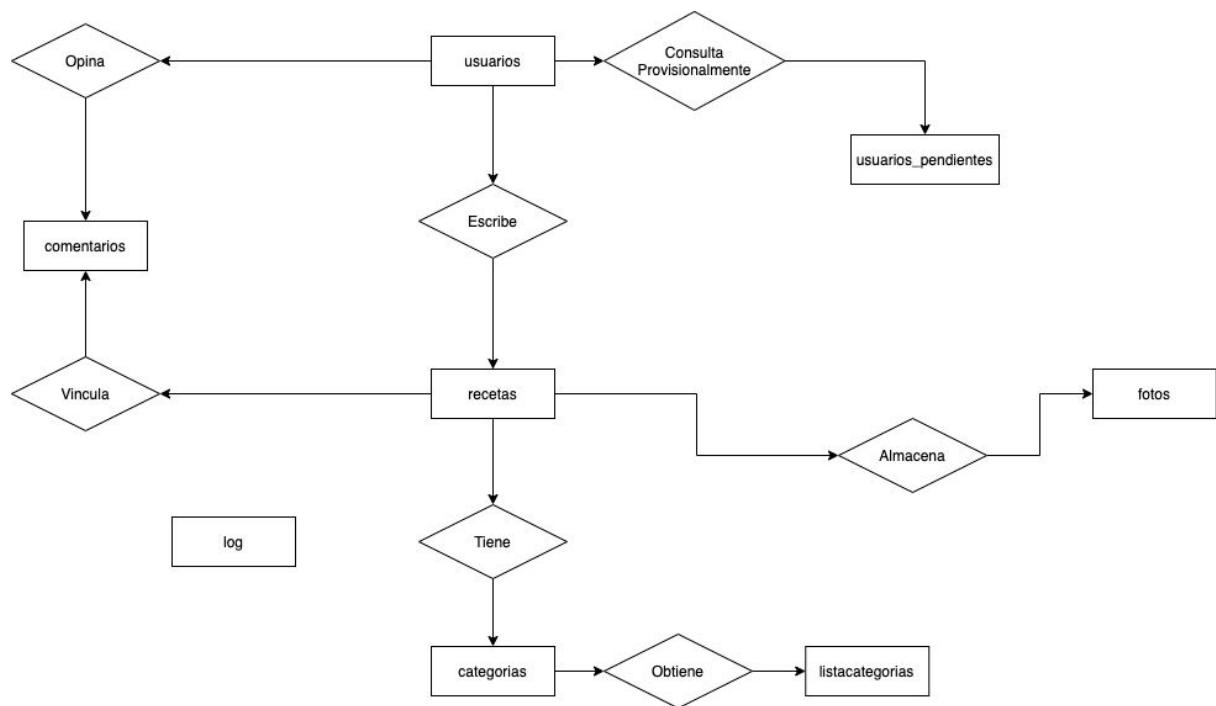 Opina
usuarios
Consulta
Provisionalmente
usuarios_pendientes
Escribe
comentarios
Vincula
recetas
fotos
Almacena
log
Tiene
categorias
Obtiene
listacategorias